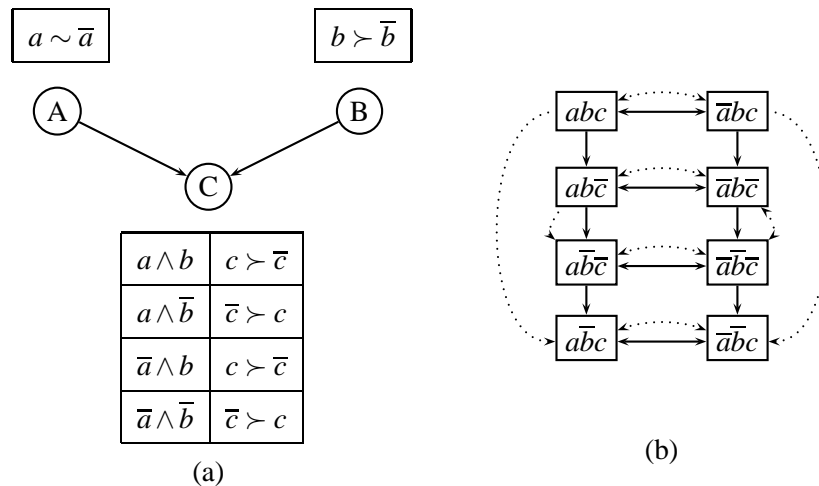 a ∼ a̅
b ≻ b̅
A
B
C
a ∧ b c ≻ c̅
a ∧ b̅ c̅ ≻ c
a̅ ∧ b c ≻ c̅
a̅ ∧ b̅ c̅ ≻ c
(a)
abc a̅bc
abc̅ a̅bc̅
ab̅c̅ a̅b̅c̅
ab̅c a̅b̅c
(b)